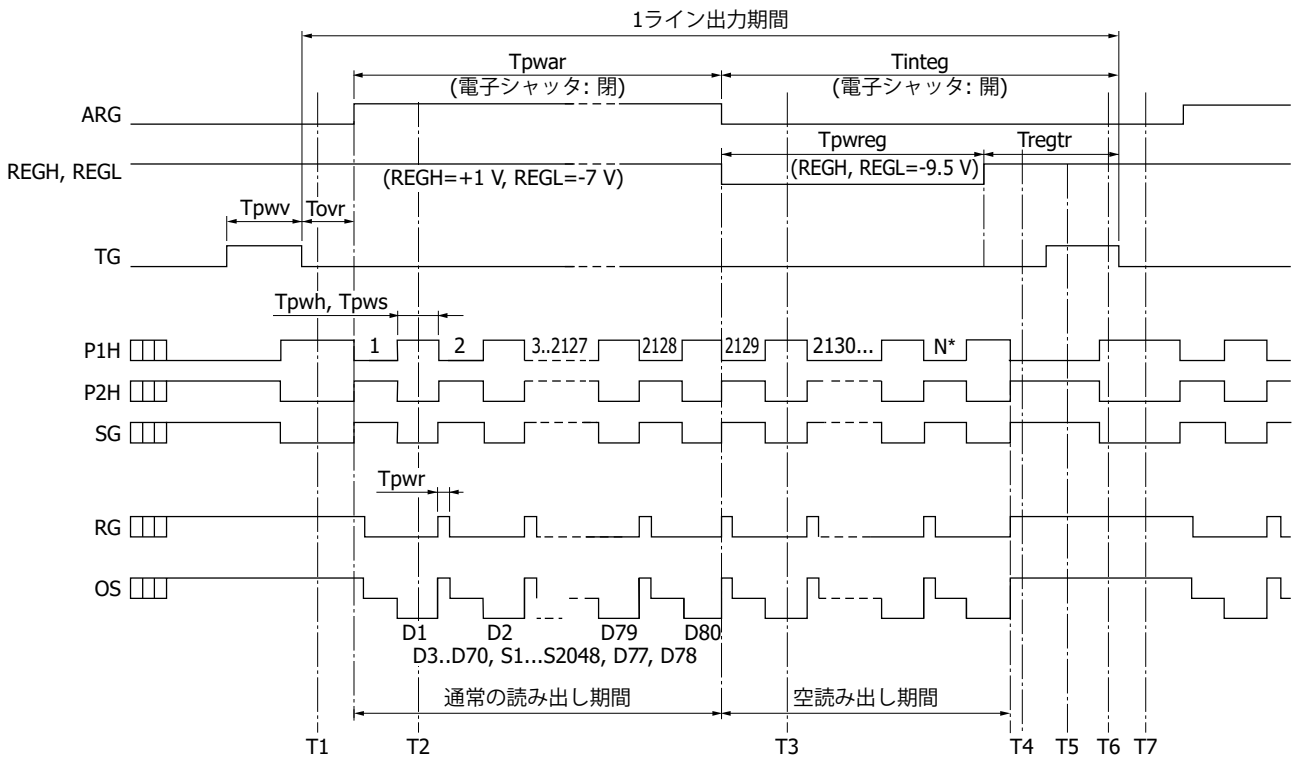 1ライン出力期間
Tpwar
Tinteg
(電子シャッタ: 閉)
(電子シャッタ: 開)
ARG
Tpwreg
Tregtr
REGH, REGL
(REGH=+1 V, REGL=-7 V)
(REGH, REGL=-9.5 V)
Tpwv
Tovr
TG
Tpwh, Tpws
P1H
1
2
3..2127
2128
2129
2130...
N*
P2H
SG
Tpwr
RG
OS
D1
D2
D79
D80
D3..D70, S1...S2048, D77, D78
通常の読み出し期間
空読み出し期間
T1
T2
T3
T4
T5
T6
T7